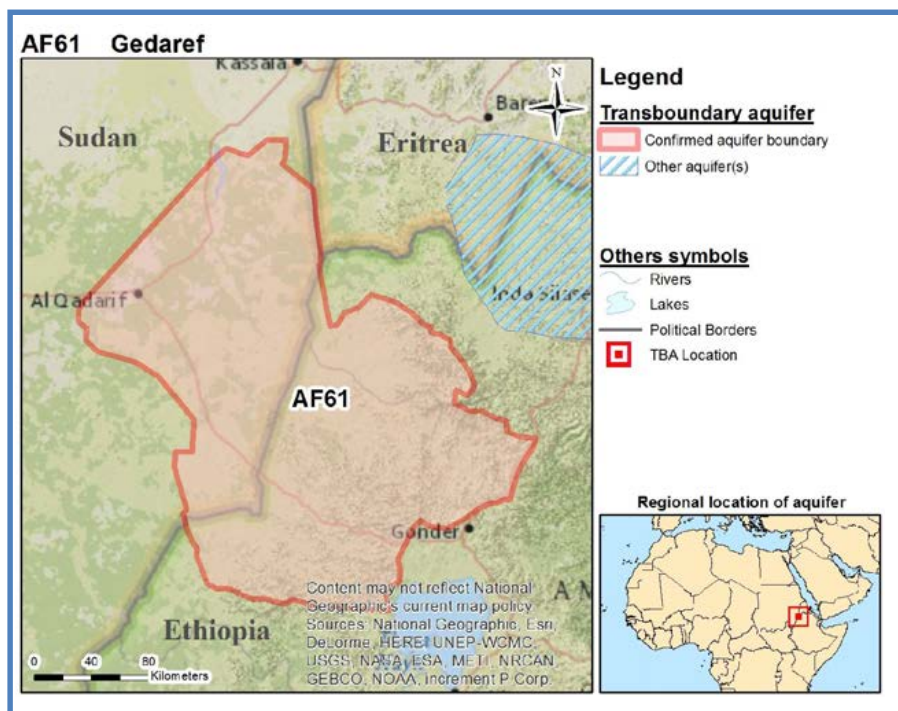 AF61 Gedaref
Kassala
N
Sudan
Eritrea
Al Qadarif
Inda Silase
AF61
Gonder
Ethiopia
Content may not reflect National
Geographic's current map policy.
Sources: National Geographic, Esri,
DeLorme, HERE, UNEP-WCMC,
USGS, NASA, ESA, METI, NRCAN,
GEBCO, NOAA, increment P Corp.
0 40 80
Kilometers
Legend
Transboundary aquifer
Confirmed aquifer boundary
Other aquifer(s)
Others symbols
Rivers
Lakes
Political Borders
TBA Location
Regional location of aquifer